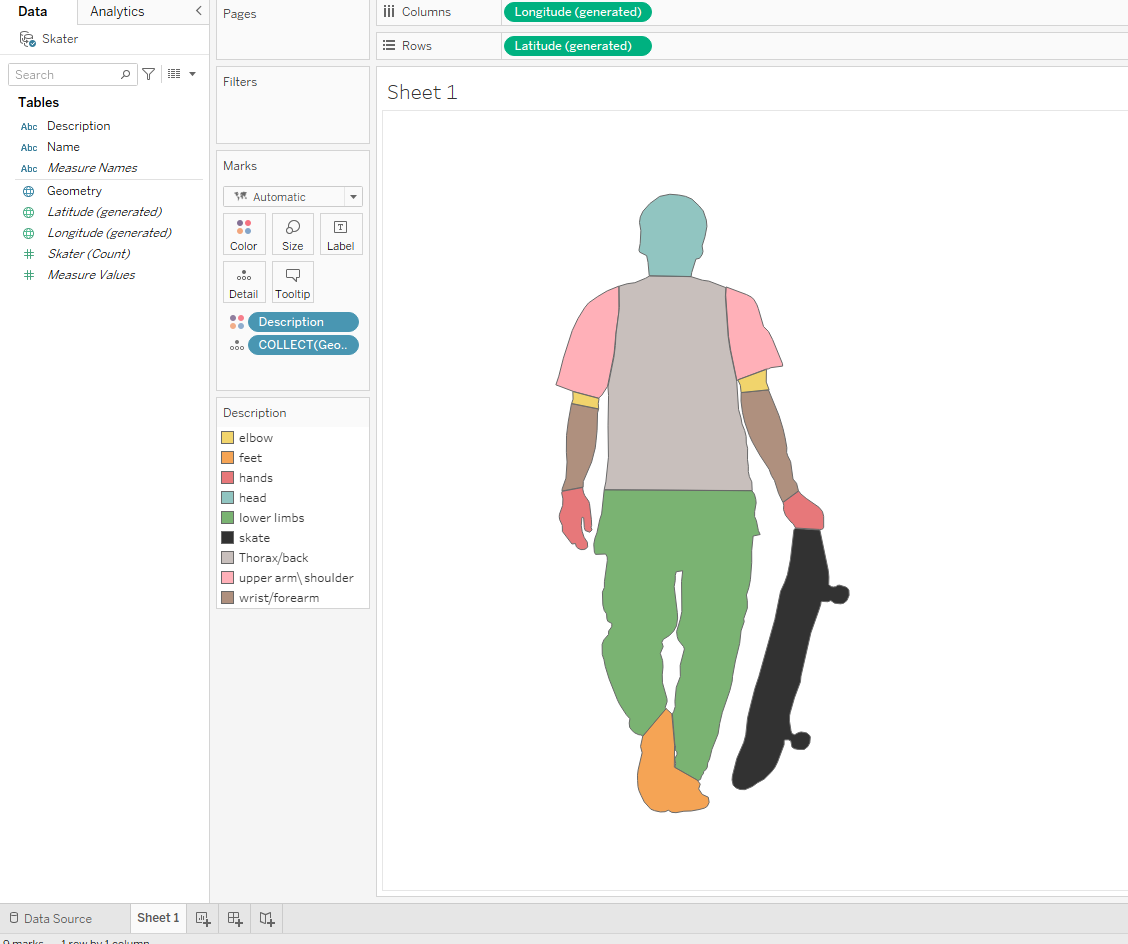 Data
Analytics
Skater
Search
Tables
Abc Description
Abc Name
Abc Measure Names
Geometry
Latitude (generated)
Longitude (generated)
Skater (Count)
Measure Values
Pages
Filters
Marks
Automatic
Color Size Label
Detail Tooltip
Description
COLLECT(Geo..
Description
elbow
feet
hands
head
lower limbs
skate
Thorax/back
upper arm\ shoulder
wrist/forearm
Columns Longitude (generated)
Rows Latitude (generated)
Sheet 1
Data Source Sheet 1
9 marks 1 row by 1 column